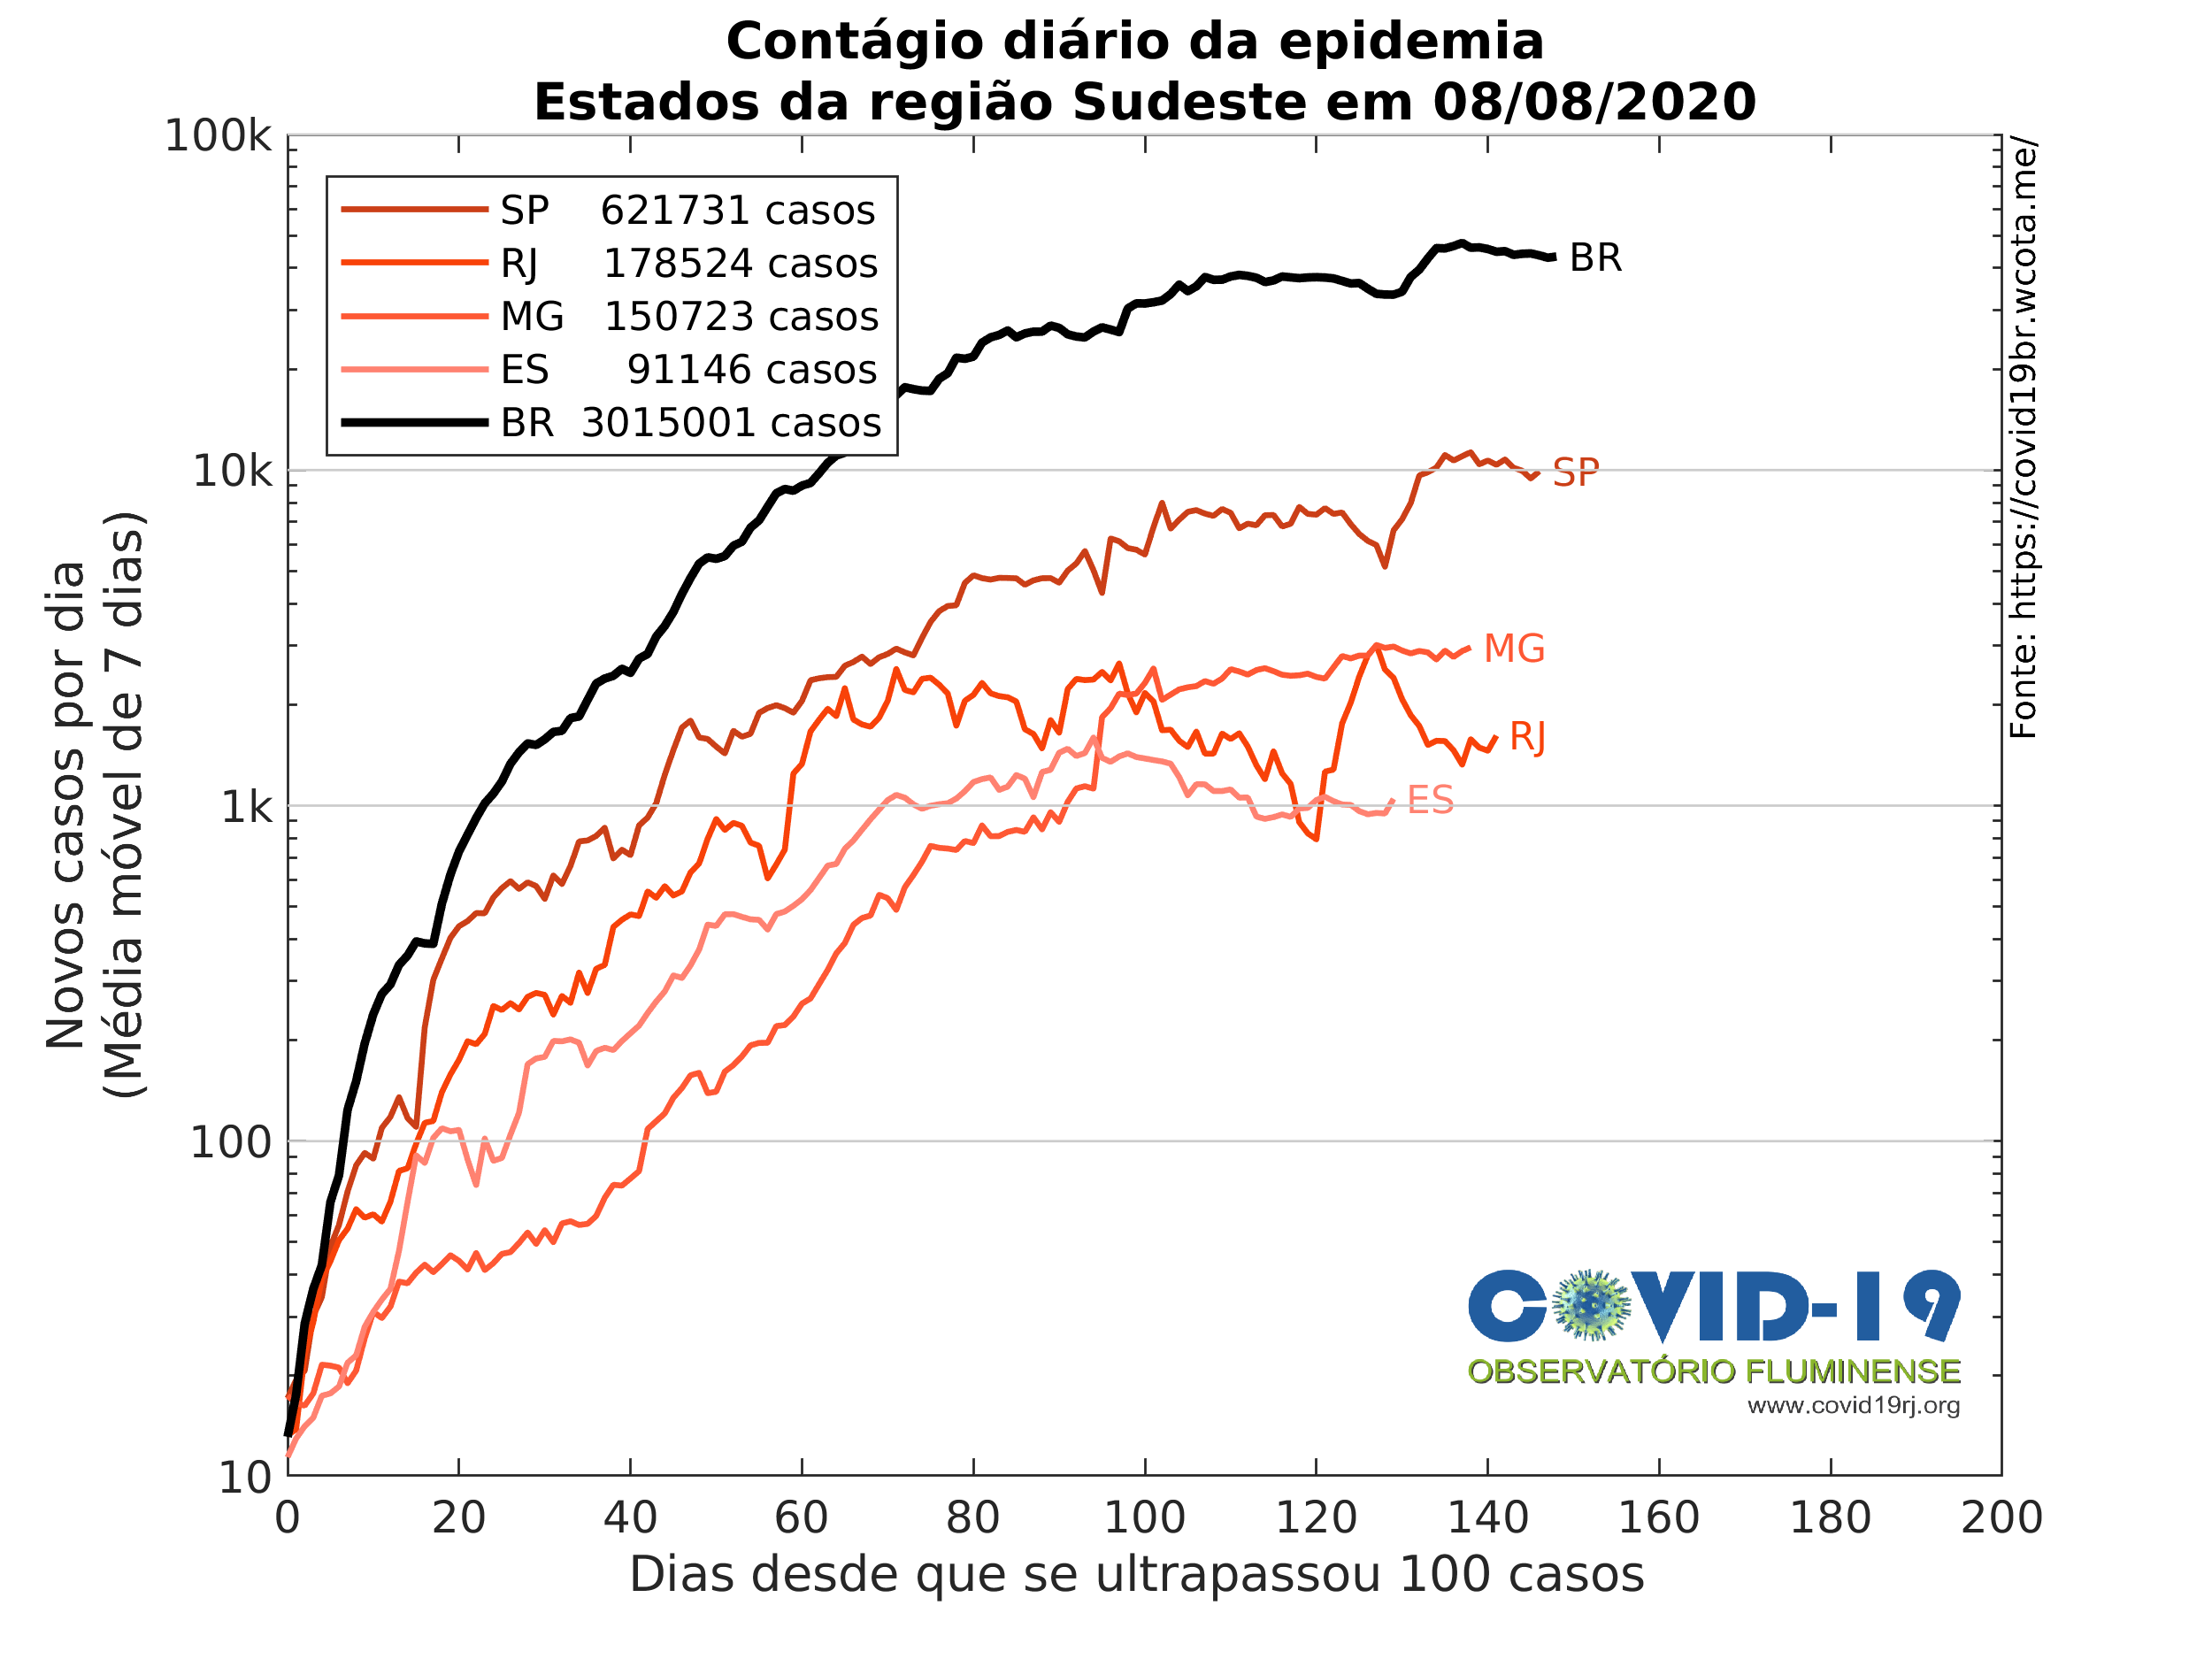 Contágio diário da epidemia
Estados da região Sudeste em 08/08/2020
100k
10k
1k
100
10
Novos casos por dia
(Média móvel de 7 dias)
SP 621731 casos
RJ 178524 casos
MG 150723 casos
ES 91146 casos
BR 3015001 casos
BR
SP
MG
RJ
ES
Fonte: https://covid19br.wcota.me/
COVID-19
OBSERVATÓRIO FLUMINENSE
www.covid19rj.org
0 20 40 60 80 100 120 140 160 180 200
Dias desde que se ultrapassou 100 casos